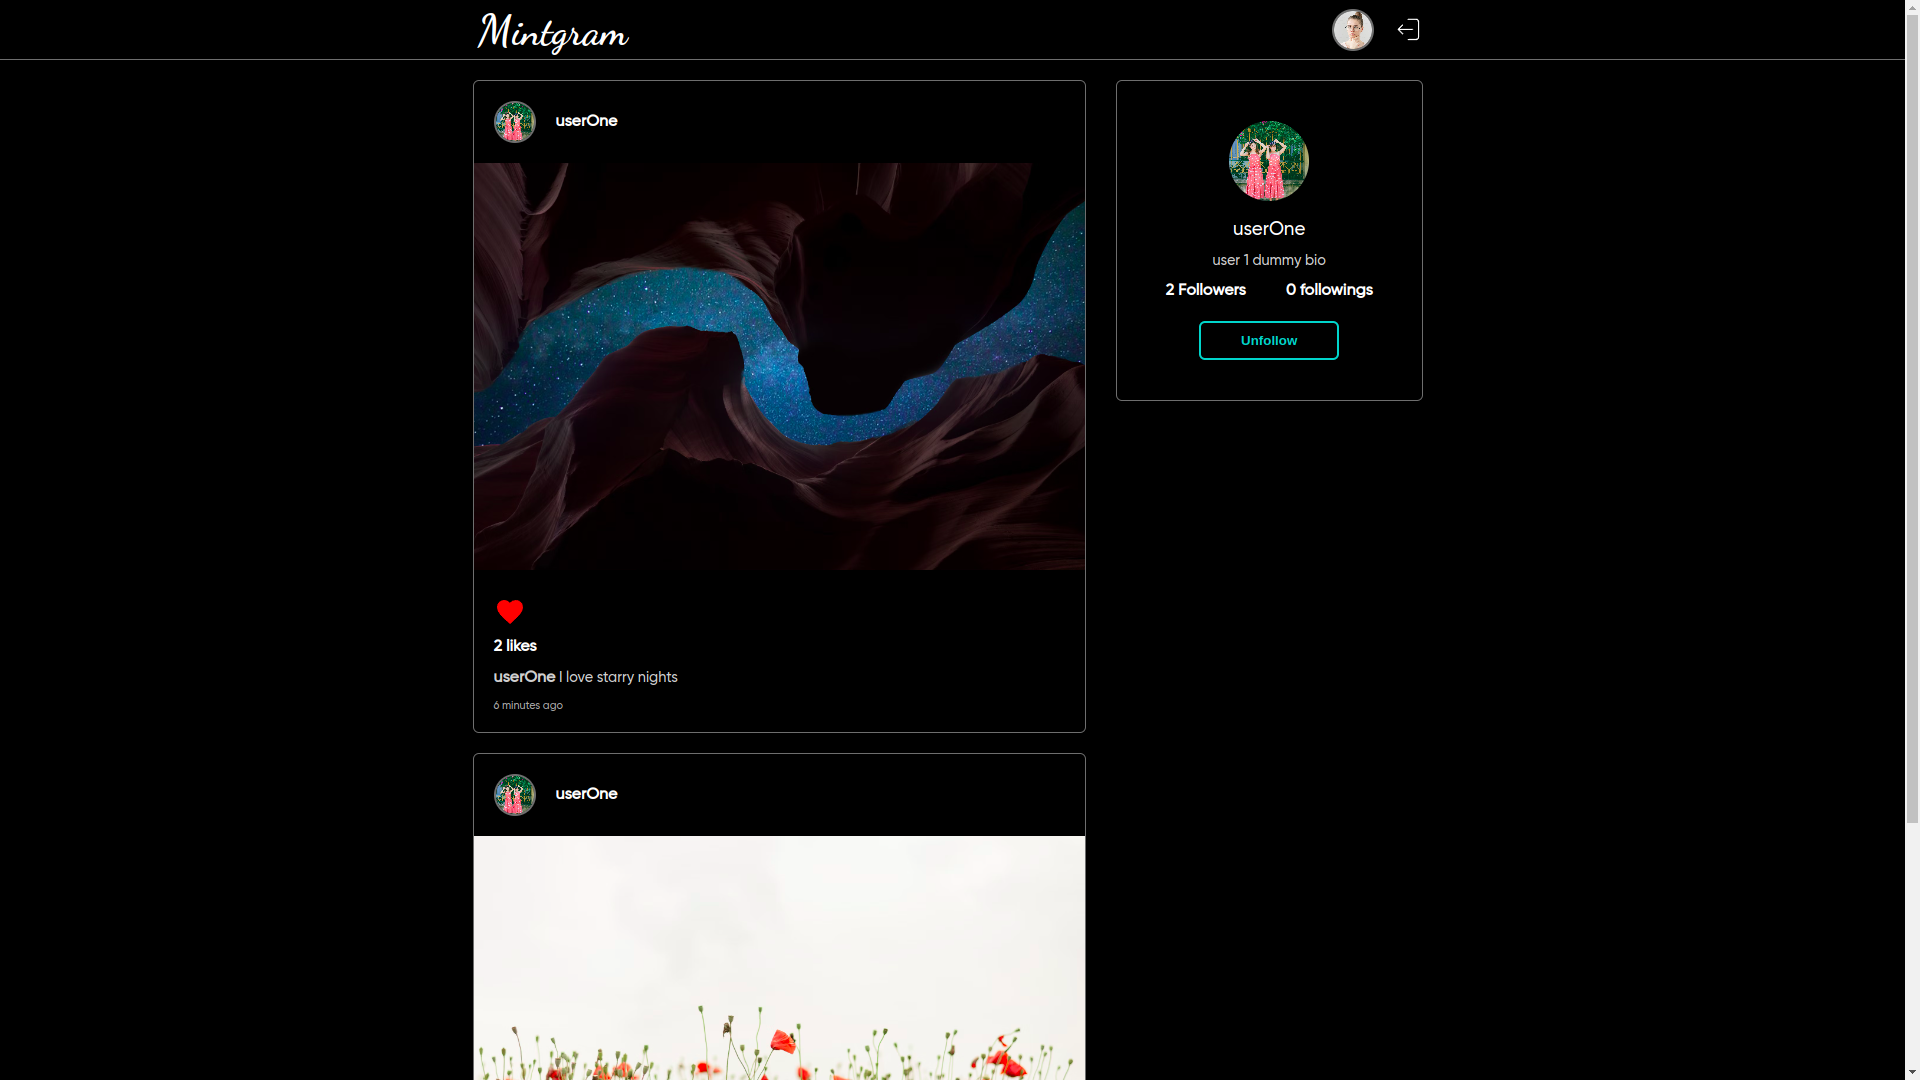 Mintgram
userOne
userOne
user 1 dummy bio
2 Followers 0 followings
Unfollow
2 likes
userOne I love starry nights
6 minutes ago
userOne